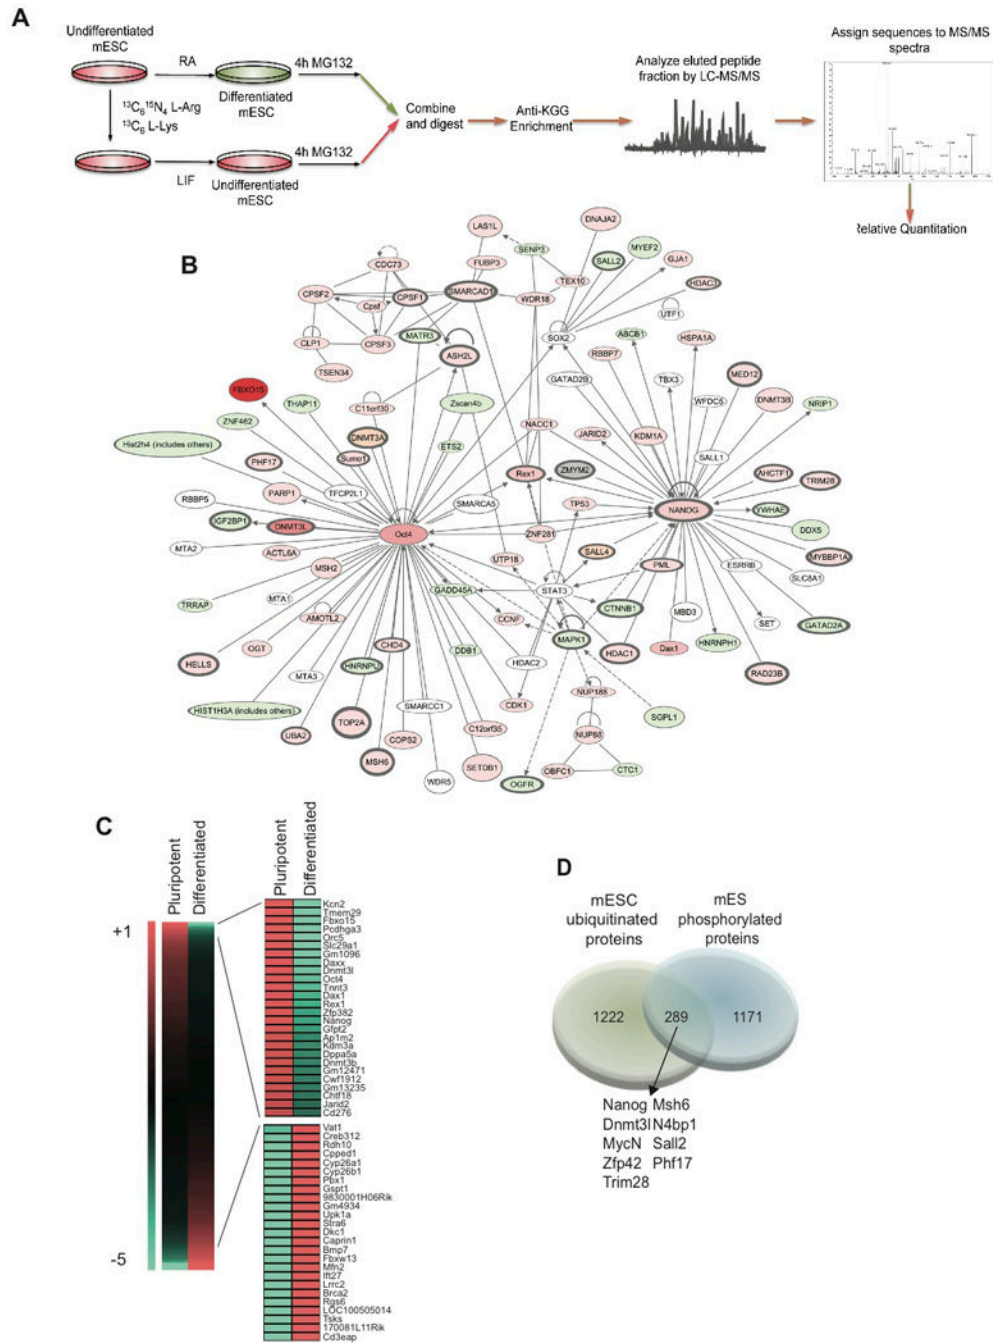 A
Undifferentiated
mESC
RA
4h MG132
Differentiated
mESC
13C6 15N4 L-Arg
13C6 L-Lys
LIF
Undifferentiated
mESC
4h MG132
Combine
and digest
Anti-KGG
Enrichment
Analyze eluted peptide
fraction by LC-MS/MS
Assign sequences to MS/MS
spectra
Relative Quantitation
B
LAS1L
DNAJA2
SENP3
SALL2
MYEF2
CDC73
FUBP3
GJA1
CPSF2
CPSF1
SMARCAD1
TEX10
HDAC3
Cpsf
WDR18
UTF1
CLP1
CPSF3
MATR3
SOX2
ABCB1
HSPA1A
ASH2L
RBBP7
TSEN34
GATAD2B
TBX3
MED12
FBXO15
THAP11
C11orf30
Zscan4b
WFDC5
DNMT3B
NRIP1
ZNF462
DNMT3A
NACC1
JARID2
KDM1A
Hist2h4 (includes others)
ETS2
SALL1
PHF17
Sumo1
Rex1
ZMYM2
AHCTF1
TRIM28
RBBP5
PARP1
TFCP2L1
SMARCA5
TP53
NANOG
YWHAE
IGF2BP1
DNMT3L
Oct4
ZNF281
DDX5
MTA2
ACTL6A
UTP18
SALL4
MYBBP1A
MSH2
PML
ESRRB
SLC8A1
TRRAP
MTA1
GADD45A
STAT3
CTNNB1
MBD3
SET
GATAD2A
AMOTL2
CCNF
MAPK1
HELLS
OGT
CHD4
HNRNPU
DDB1
HDAC2
HDAC1
Dax1
HNRNPH1
RAD23B
MTA3
CDK1
NUP188
HIST1H3A (includes others)
SMARCC1
SGPL1
UBA2
TOP2A
COPS2
C12orf35
NUP88
MSH6
SETDB1
OBFC1
CTC1
WDR5
OGFR
C
Pluripotent
Differentiated
Pluripotent
Differentiated
+1
-5
Kcn2
Tmem29
Fbxo15
Pcdhga3
Orc5
Slc29a1
Gm1096
Daxx
Dnmt3l
Oct4
Tnnt3
Dax1
Rex1
Zfp382
Nanog
Gfpt2
Ap1m2
Kdm3a
Dppa5a
Dnmt3b
Gm12471
Cwf1912
Gm13235
Chtf18
Jarid2
Cd276
Vat1
Creb312
Rdh10
Cpped1
Cyp26a1
Cyp26b1
Pbx1
Gspt1
9830001H06Rik
Gm4934
Upk1a
Stra6
Dkc1
Caprin1
Bmp7
Fbxw13
Mfn2
Ift27
Lrrc2
Brca2
Rgs6
LOC100505014
Tsks
170081L11Rik
Cd3eap
D
mESC
ubiquitinated
proteins
mES
phosphorylated
proteins
1222
289
1171
Nanog Msh6
Dnmt3l N4bp1
MycN Sall2
Zfp42 Phf17
Trim28